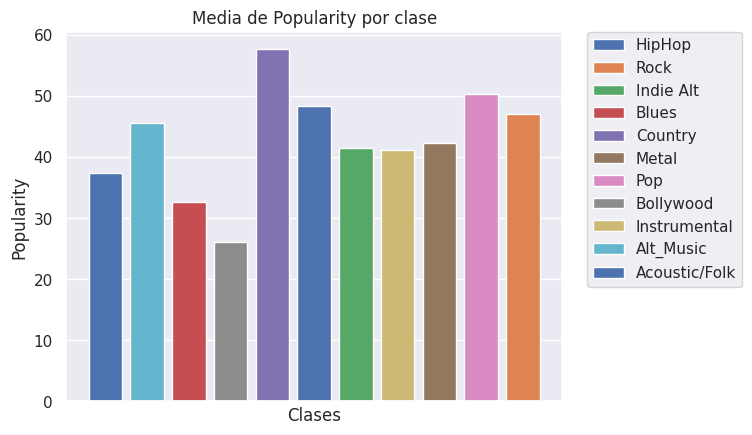 Media de Popularity por clase
Popularity
60
50
40
30
20
10
0
Clases
HipHop
Rock
Indie Alt
Blues
Country
Metal
Pop
Bollywood
Instrumental
Alt_Music
Acoustic/Folk